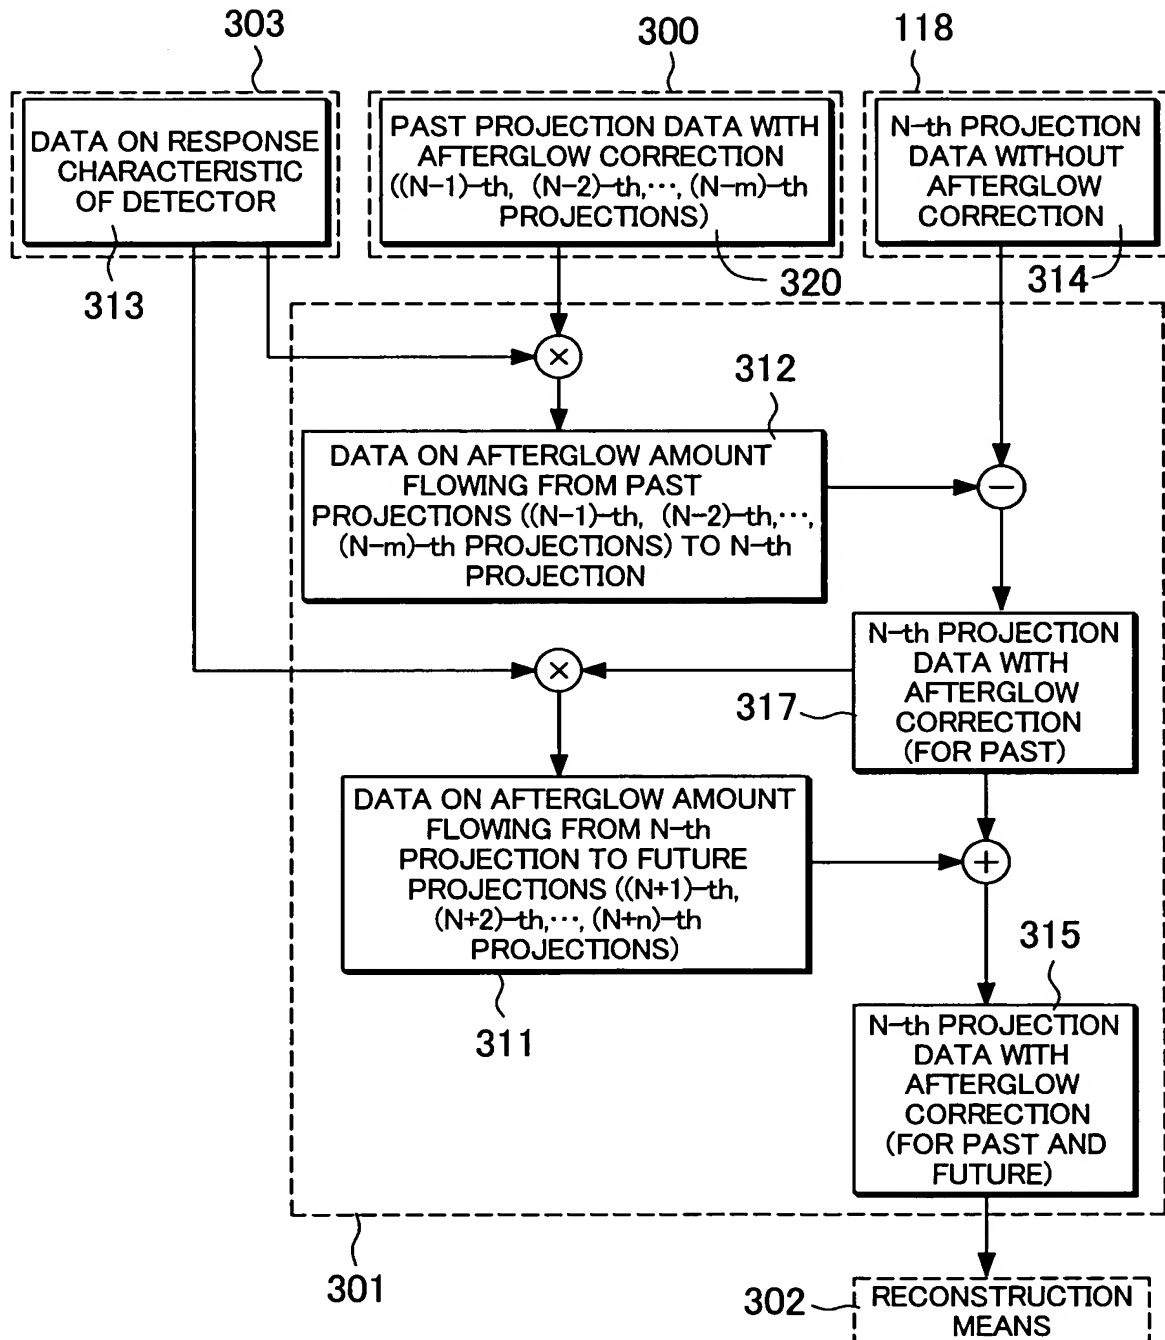 303
300
118
DATA ON RESPONSE
CHARACTERISTIC
OF DETECTOR
313
PAST PROJECTION DATA WITH
AFTERGLOW CORRECTION
((N-1)-th, (N-2)-th,···, (N-m)-th
PROJECTIONS)
320
N-th PROJECTION
DATA WITHOUT
AFTERGLOW
CORRECTION
314
×
312
DATA ON AFTERGLOW AMOUNT
FLOWING FROM PAST
PROJECTIONS ((N-1)-th, (N-2)-th,···,
(N-m)-th PROJECTIONS) TO N-th
PROJECTION
−
N-th PROJECTION
DATA WITH
AFTERGLOW
CORRECTION
(FOR PAST)
317
×
DATA ON AFTERGLOW AMOUNT
FLOWING FROM N-th
PROJECTION TO FUTURE
PROJECTIONS ((N+1)-th,
(N+2)-th,···, (N+n)-th
PROJECTIONS)
311
+
315
N-th PROJECTION
DATA WITH
AFTERGLOW
CORRECTION
(FOR PAST AND
FUTURE)
301
302
RECONSTRUCTION
MEANS